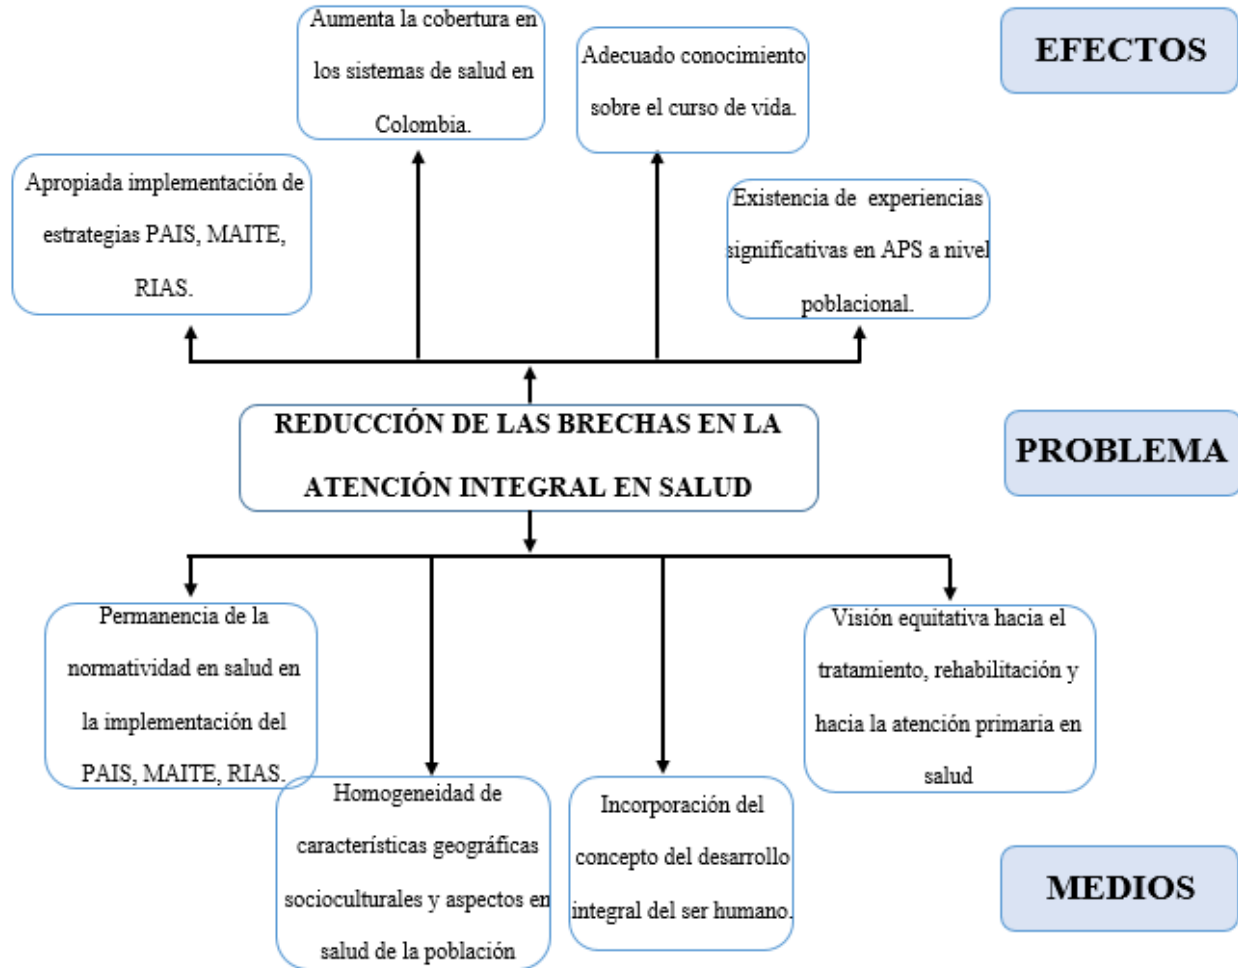 Aumenta la cobertura en
los sistemas de salud en
Colombia.
Adecuado conocimiento
sobre el curso de vida.
EFECTOS
Apropiada implementación de
estrategias PAIS, MAITE,
RIAS.
Existencia de experiencias
significativas en APS a nivel
poblacional.
REDUCCIÓN DE LAS BRECHAS EN LA
ATENCIÓN INTEGRAL EN SALUD
PROBLEMA
Permanencia de la
normatividad en salud en
la implementación del
PAIS, MAITE, RIAS.
Homogeneidad de
características geográficas
socioculturales y aspectos en
salud de la población
Incorporación del
concepto del desarrollo
integral del ser humano.
Visión equitativa hacia el
tratamiento, rehabilitación y
hacia la atención primaria en
salud
MEDIOS